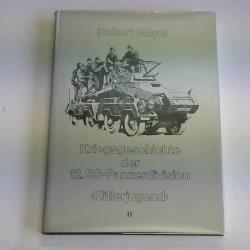 Hubert Meyer
Kriegsgeschichte
der
12. SS-Panzerdivision
›Hitlerjugend‹
II